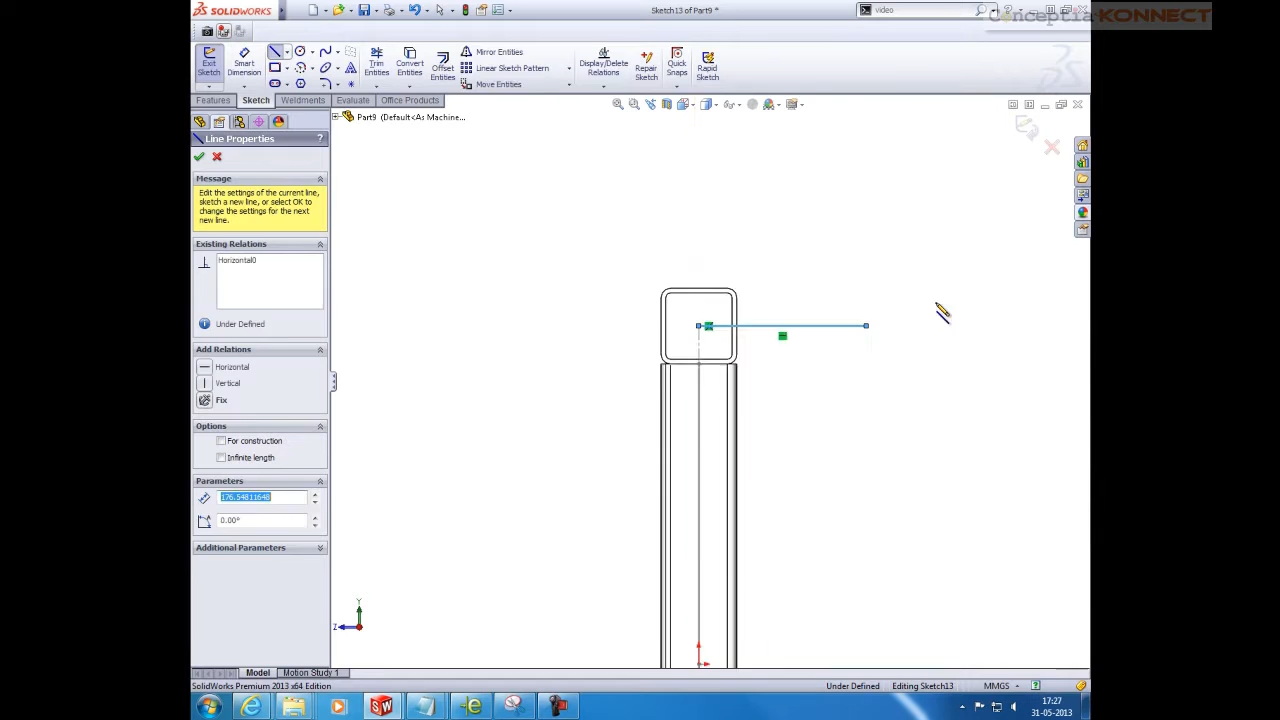 SOLIDWORKS
Sketch13 of Part9 *
video
Conceptia KONNECT
Exit Sketch
Smart Dimension
Trim Entities
Convert Entities
Offset Entities
Mirror Entities
Linear Sketch Pattern
Move Entities
Display/Delete Relations
Repair Sketch
Quick Snaps
Rapid Sketch
Features
Sketch
Weldments
Evaluate
Office Products
Part9 (Default<As Machine...
Line Properties
?
Message
Edit the settings of the current line,
sketch a new line, or select OK to
change the settings for the next
new line.
Existing Relations
Horizontal0
Under Defined
Add Relations
Horizontal
Vertical
Fix
Options
For construction
Infinite length
Parameters
176.54811648
0.00°
Additional Parameters
Y
Z
Model
Motion Study 1
SolidWorks Premium 2013 x64 Edition
Under Defined
Editing Sketch13
MMGS
17:27
31-05-2013